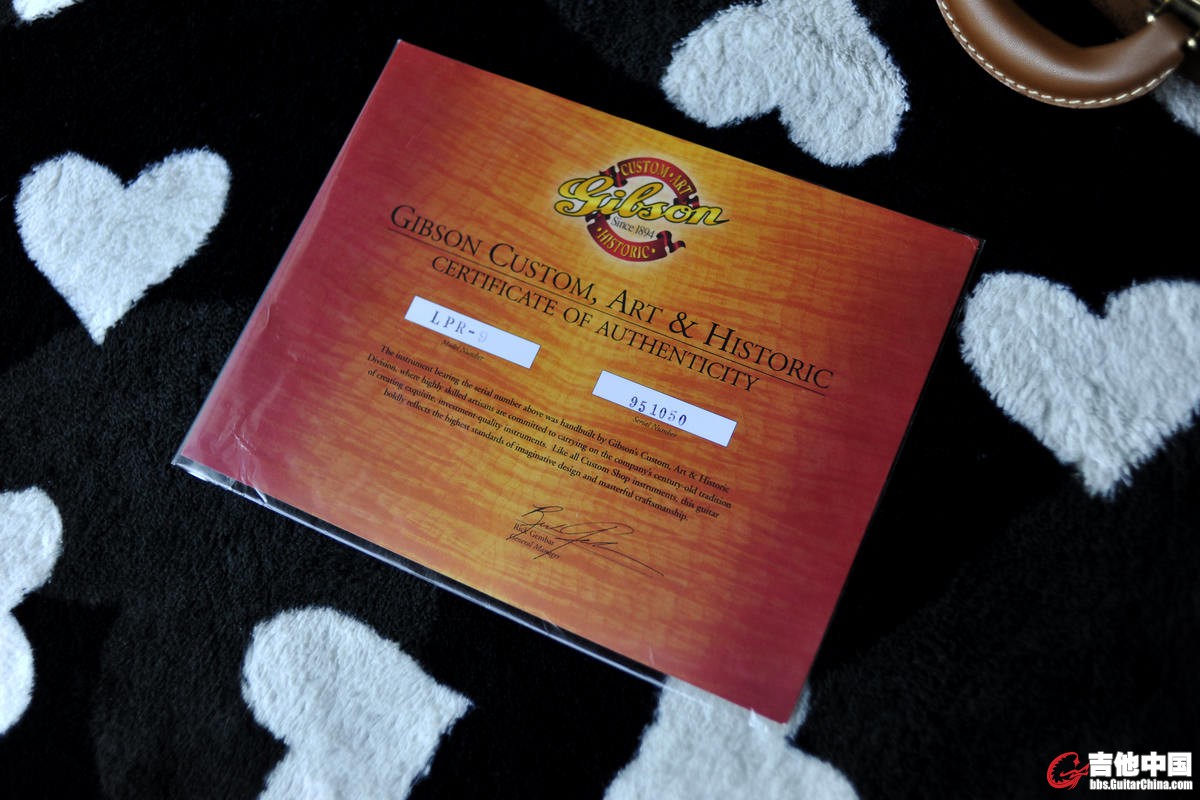 CUSTOM • ART
Gibson
Since 1894
• HISTORIC •
GIBSON CUSTOM, ART & HISTORIC
CERTIFICATE OF AUTHENTICITY
LPR-9
Model Number
951050
Serial Number
The instrument bearing the serial number above was handbuilt by Gibson's Custom, Art & Historic
Division, where highly skilled artisans are committed to carrying on the company's century-old tradition
of creating exquisite, investment-quality instruments. Like all Custom Shop instruments, this guitar
boldly reflects the highest standards of imaginative design and masterful craftsmanship.
Rick Gembar
General Manager
吉他中国
bbs.GuitarChina.com